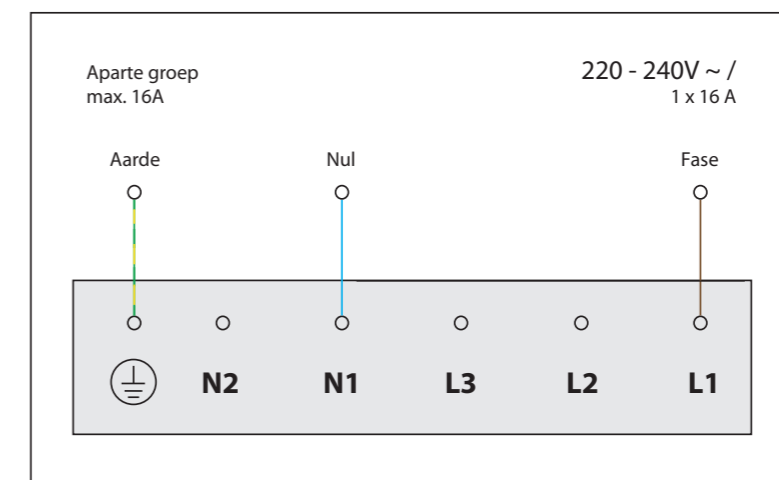 Aparte groep
max. 16A
220 - 240V ~ /
1 x 16 A
Aarde
Nul
Fase
N2
N1
L3
L2
L1